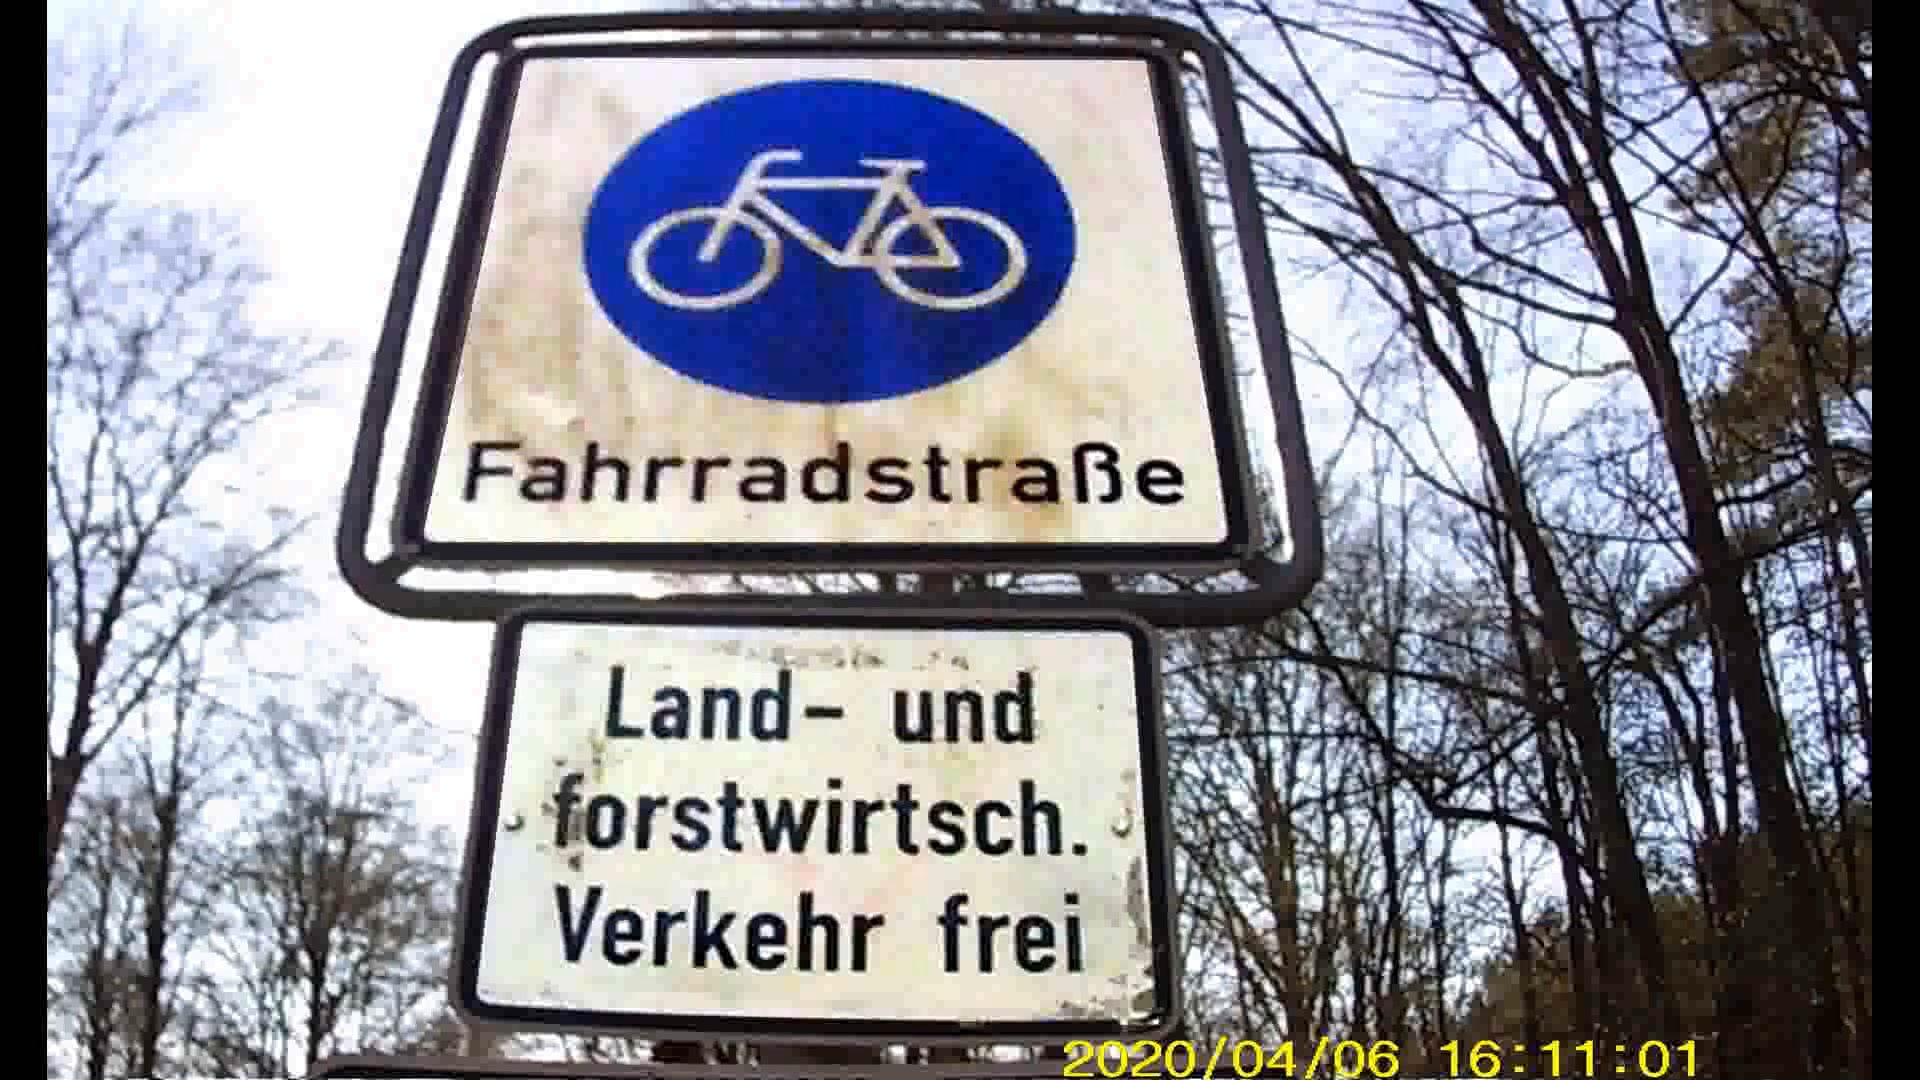 Fahrradstraße
Land- und
forstwirtsch.
Verkehr frei
2020/04/06 16:11:01